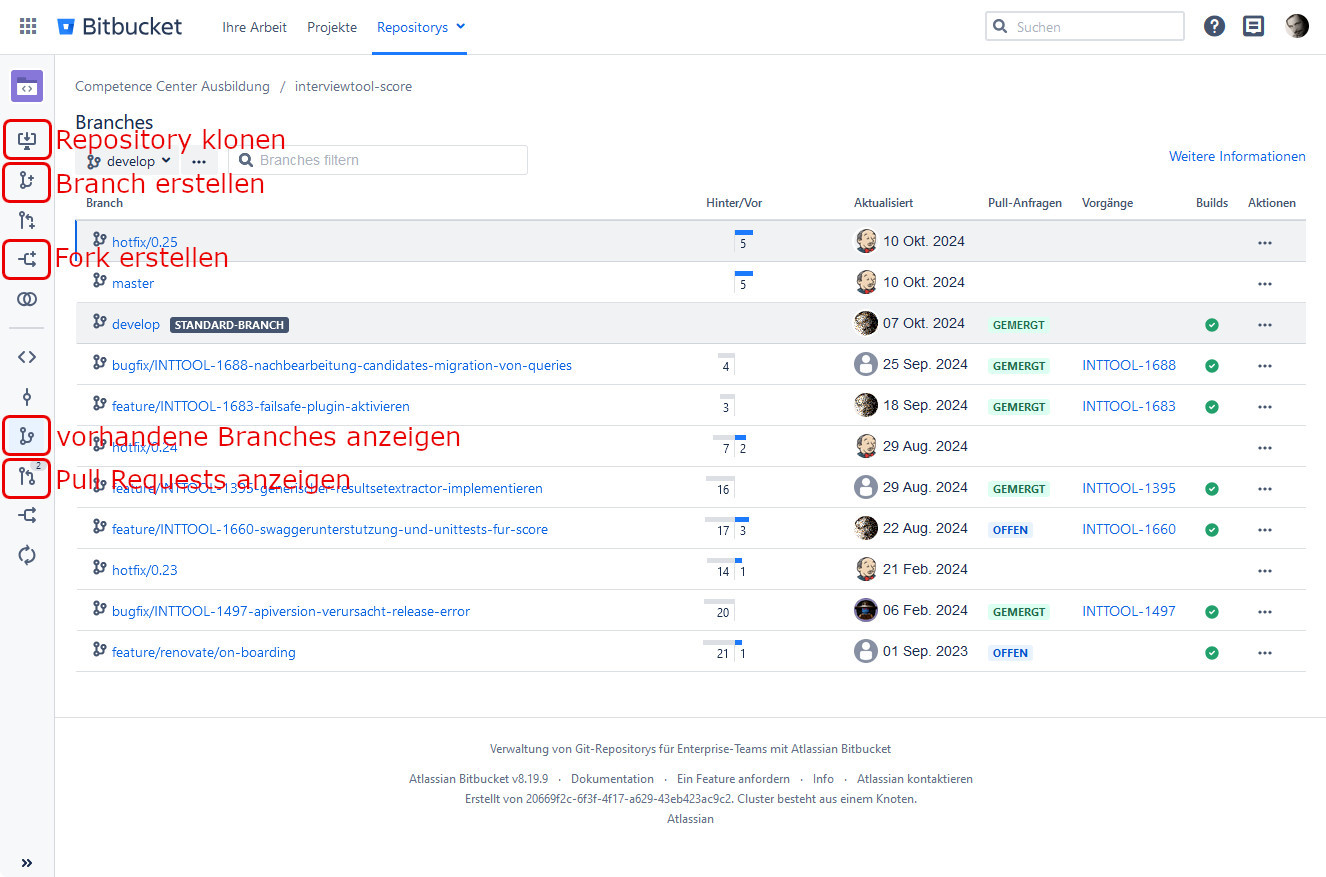 Bitbucket Ihre Arbeit Projekte Repositorys Suchen
Competence Center Ausbildung / interviewtool-score
Branches
Repository klonen
develop Branches filtern Weitere Informationen
Branch erstellen
Branch Hinter/Vor Aktualisiert Pull-Anfragen Vorgänge Builds Aktionen
hotfix/0.25 5 10 Okt. 2024
Fork erstellen
master 5 10 Okt. 2024
develop STANDARD-BRANCH 07 Okt. 2024 GEMERGT
bugfix/INTTOOL-1688-nachbearbeitung-candidates-migration-von-queries 4 25 Sep. 2024 GEMERGT INTTOOL-1688
feature/INTTOOL-1683-failsafe-plugin-aktivieren 3 18 Sep. 2024 GEMERGT INTTOOL-1683
vorhandene Branches anzeigen
hotfix/0.24 7 2 29 Aug. 2024
2
Pull Requests anzeigen
feature/INTTOOL-1395-generischer-resultsetextractor-implementieren 16 29 Aug. 2024 GEMERGT INTTOOL-1395
feature/INTTOOL-1660-swaggerunterstutzung-und-unittests-fur-score 17 3 22 Aug. 2024 OFFEN INTTOOL-1660
hotfix/0.23 14 1 21 Feb. 2024
bugfix/INTTOOL-1497-apiversion-verursacht-release-error 20 06 Feb. 2024 GEMERGT INTTOOL-1497
feature/renovate/on-boarding 21 1 01 Sep. 2023 OFFEN
Verwaltung von Git-Repositorys für Enterprise-Teams mit Atlassian Bitbucket
Atlassian Bitbucket v8.19.9 · Dokumentation · Ein Feature anfordern · Info · Atlassian kontaktieren
Erstellt von 20669f2c-6f3f-4f17-a629-43eb423ac9c2. Cluster besteht aus einem Knoten.
Atlassian